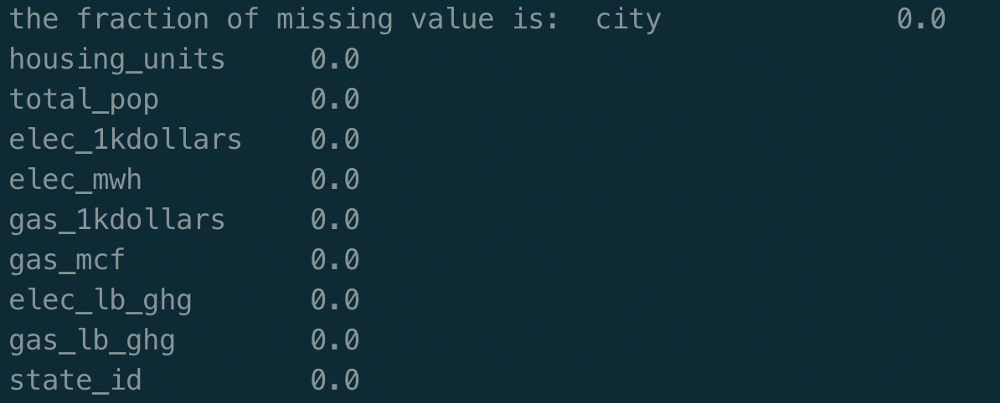 the fraction of missing value is:  city              0.0
housing_units     0.0
total_pop         0.0
elec_1kdollars    0.0
elec_mwh          0.0
gas_1kdollars     0.0
gas_mcf           0.0
elec_lb_ghg       0.0
gas_lb_ghg        0.0
state_id          0.0